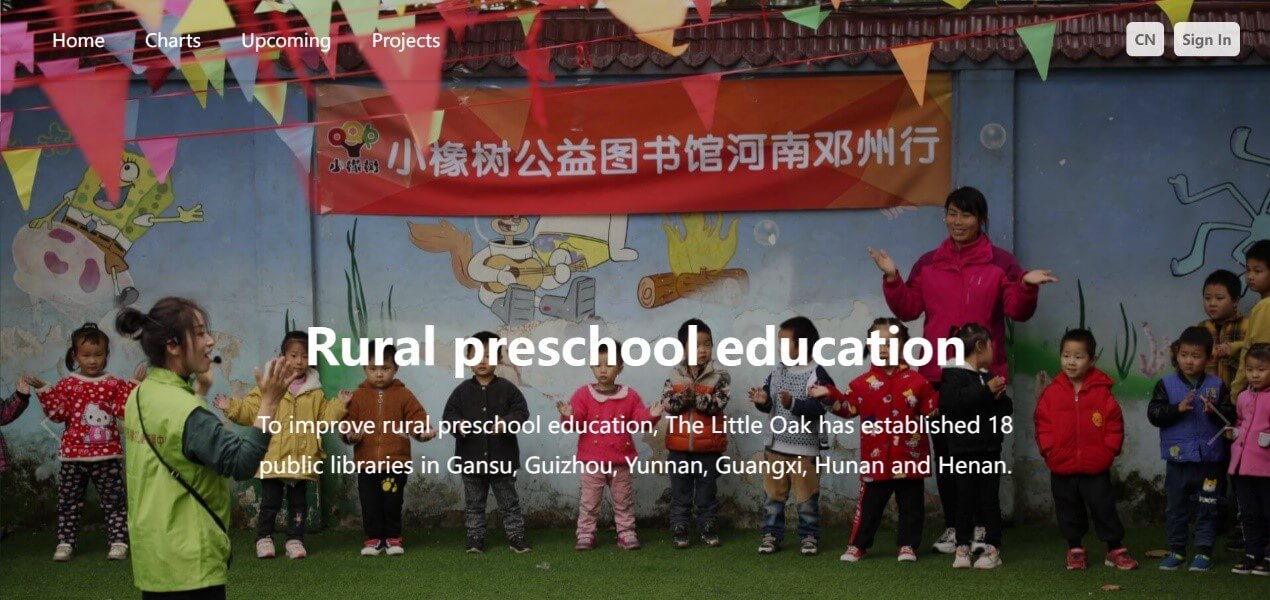 Home Charts Upcoming Projects CN Sign In
小橡树
小橡树公益图书馆河南邓州行
Rural preschool education
To improve rural preschool education, The Little Oak has established 18
public libraries in Gansu, Guizhou, Yunnan, Guangxi, Hunan and Henan.